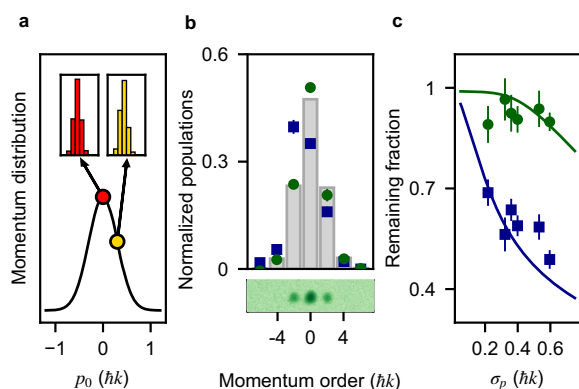 a
b
c
Momentum distribution
−1
0
1
p₀ (ħk)
Normalized populations
0.6
0.3
0
-4
0
4
Momentum order (ħk)
Remaining fraction
1
0.7
0.4
0.2
0.4
0.6
σₚ (ħk)